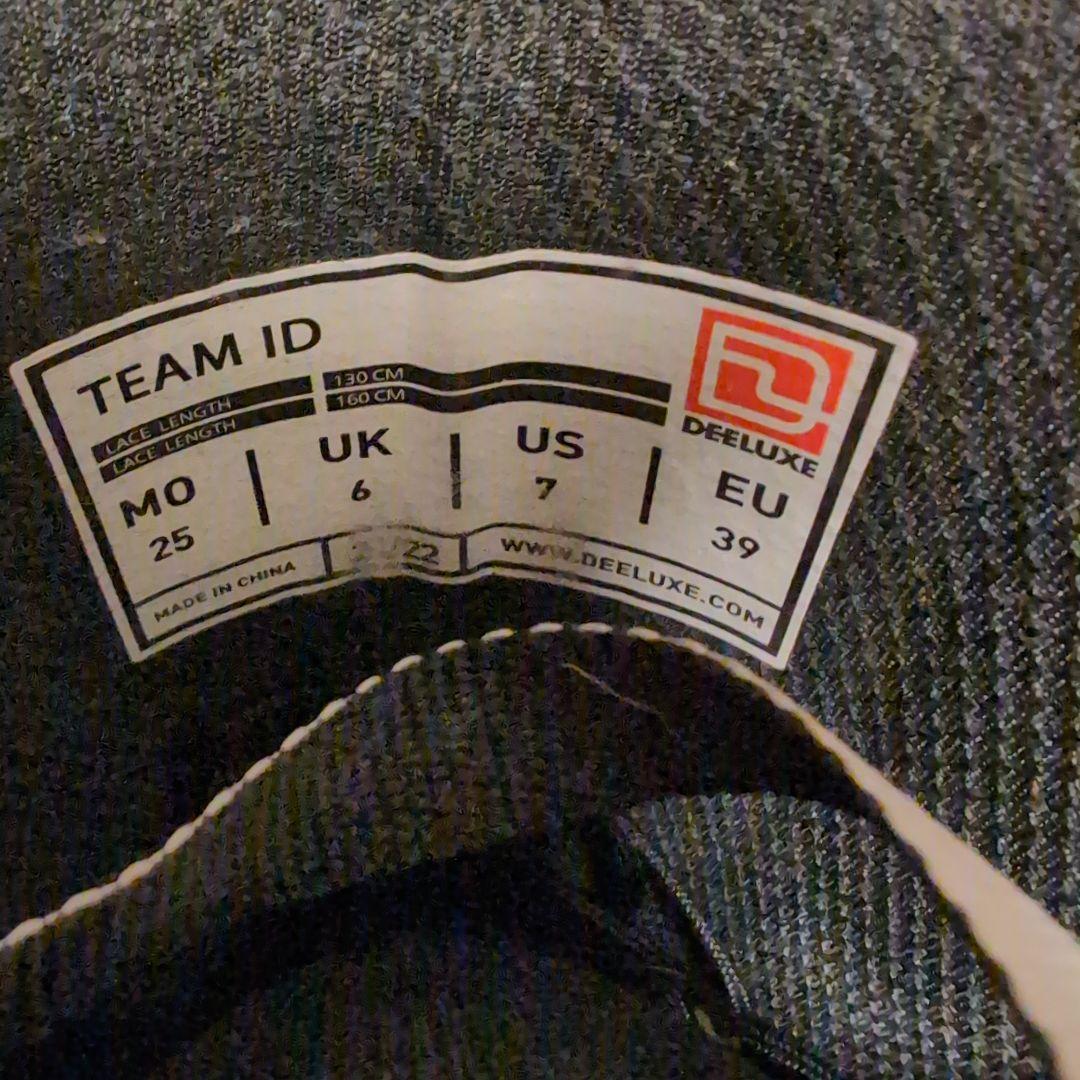 TEAM ID
DEELUXE
LACE LENGTH 130 CM
LACE LENGTH 160 CM
MO UK US EU
25 6 7 39
MADE IN CHINA WWW.DEELUXE.COM